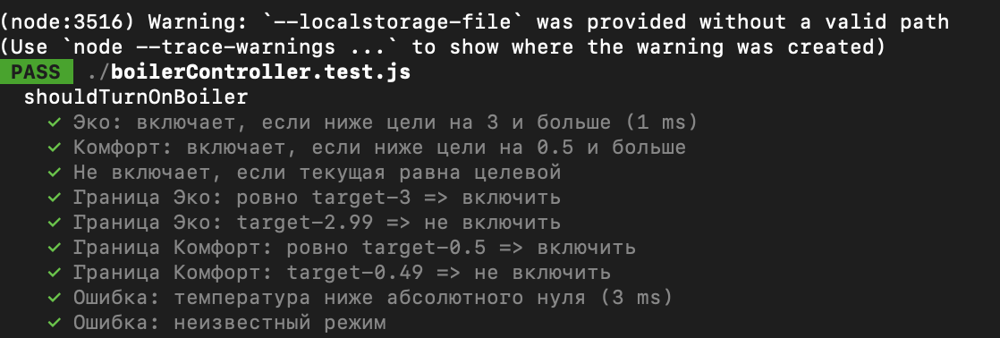 (node:3516) Warning: `--localstorage-file` was provided without a valid path
(Use `node --trace-warnings ...` to show where the warning was created)
PASS ./boilerController.test.js
shouldTurnOnBoiler
✓ Эко: включает, если ниже цели на 3 и больше (1 ms)
✓ Комфорт: включает, если ниже цели на 0.5 и больше
✓ Не включает, если текущая равна целевой
✓ Граница Эко: ровно target-3 => включить
✓ Граница Эко: target-2.99 => не включить
✓ Граница Комфорт: ровно target-0.5 => включить
✓ Граница Комфорт: target-0.49 => не включить
✓ Ошибка: температура ниже абсолютного нуля (3 ms)
✓ Ошибка: неизвестный режим